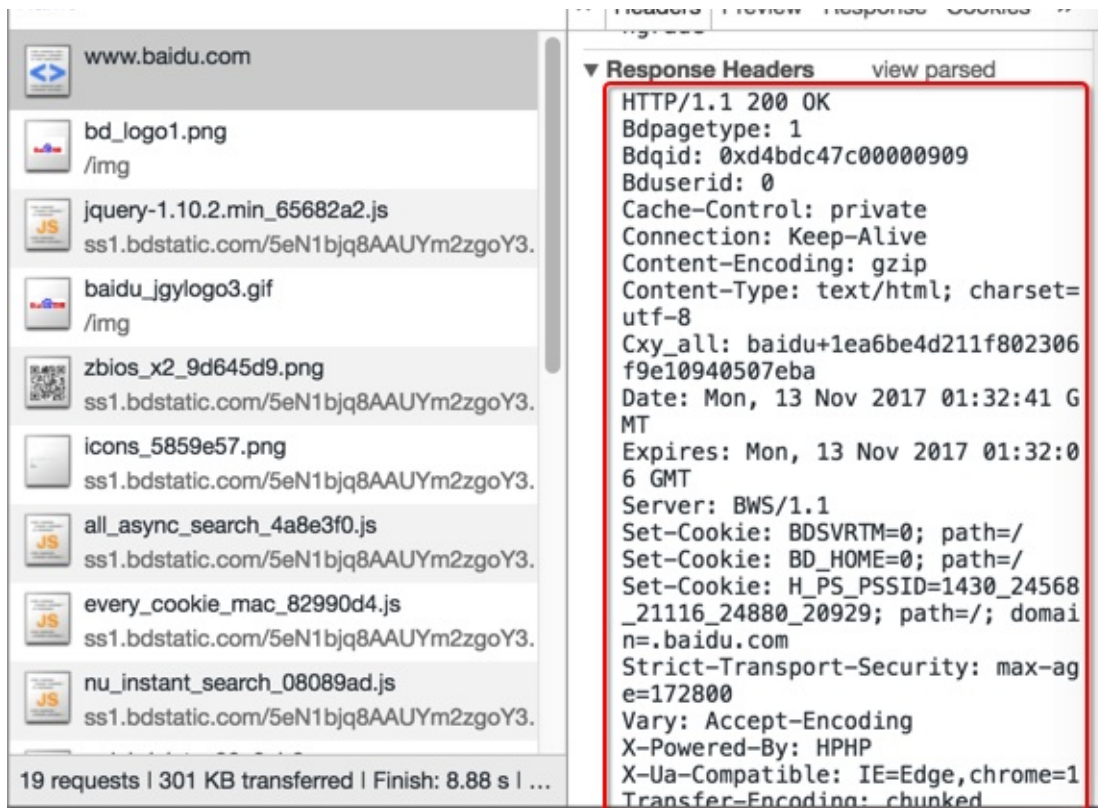 www.baidu.com
bd_logo1.png
/img
jquery-1.10.2.min_65682a2.js
ss1.bdstatic.com/5eN1bjq8AAUYm2zgoY3.
baidu_jgylogo3.gif
/img
zbios_x2_9d645d9.png
ss1.bdstatic.com/5eN1bjq8AAUYm2zgoY3.
icons_5859e57.png
ss1.bdstatic.com/5eN1bjq8AAUYm2zgoY3.
all_async_search_4a8e3f0.js
ss1.bdstatic.com/5eN1bjq8AAUYm2zgoY3.
every_cookie_mac_82990d4.js
ss1.bdstatic.com/5eN1bjq8AAUYm2zgoY3.
nu_instant_search_08089ad.js
ss1.bdstatic.com/5eN1bjq8AAUYm2zgoY3.
19 requests | 301 KB transferred | Finish: 8.88 s | ...
Headers Preview Response Cookies
Response Headers view parsed
HTTP/1.1 200 OK
Bdpagetype: 1
Bdqid: 0xd4bdc47c00000909
Bduserid: 0
Cache-Control: private
Connection: Keep-Alive
Content-Encoding: gzip
Content-Type: text/html; charset=
utf-8
Cxy_all: baidu+1ea6be4d211f802306
f9e10940507eba
Date: Mon, 13 Nov 2017 01:32:41 G
MT
Expires: Mon, 13 Nov 2017 01:32:0
6 GMT
Server: BWS/1.1
Set-Cookie: BDSVRTM=0; path=/
Set-Cookie: BD_HOME=0; path=/
Set-Cookie: H_PS_PSSID=1430_24568
_21116_24880_20929; path=/; domai
n=.baidu.com
Strict-Transport-Security: max-ag
e=172800
Vary: Accept-Encoding
X-Powered-By: HPHP
X-Ua-Compatible: IE=Edge,chrome=1
Transfer-Encoding: chunked